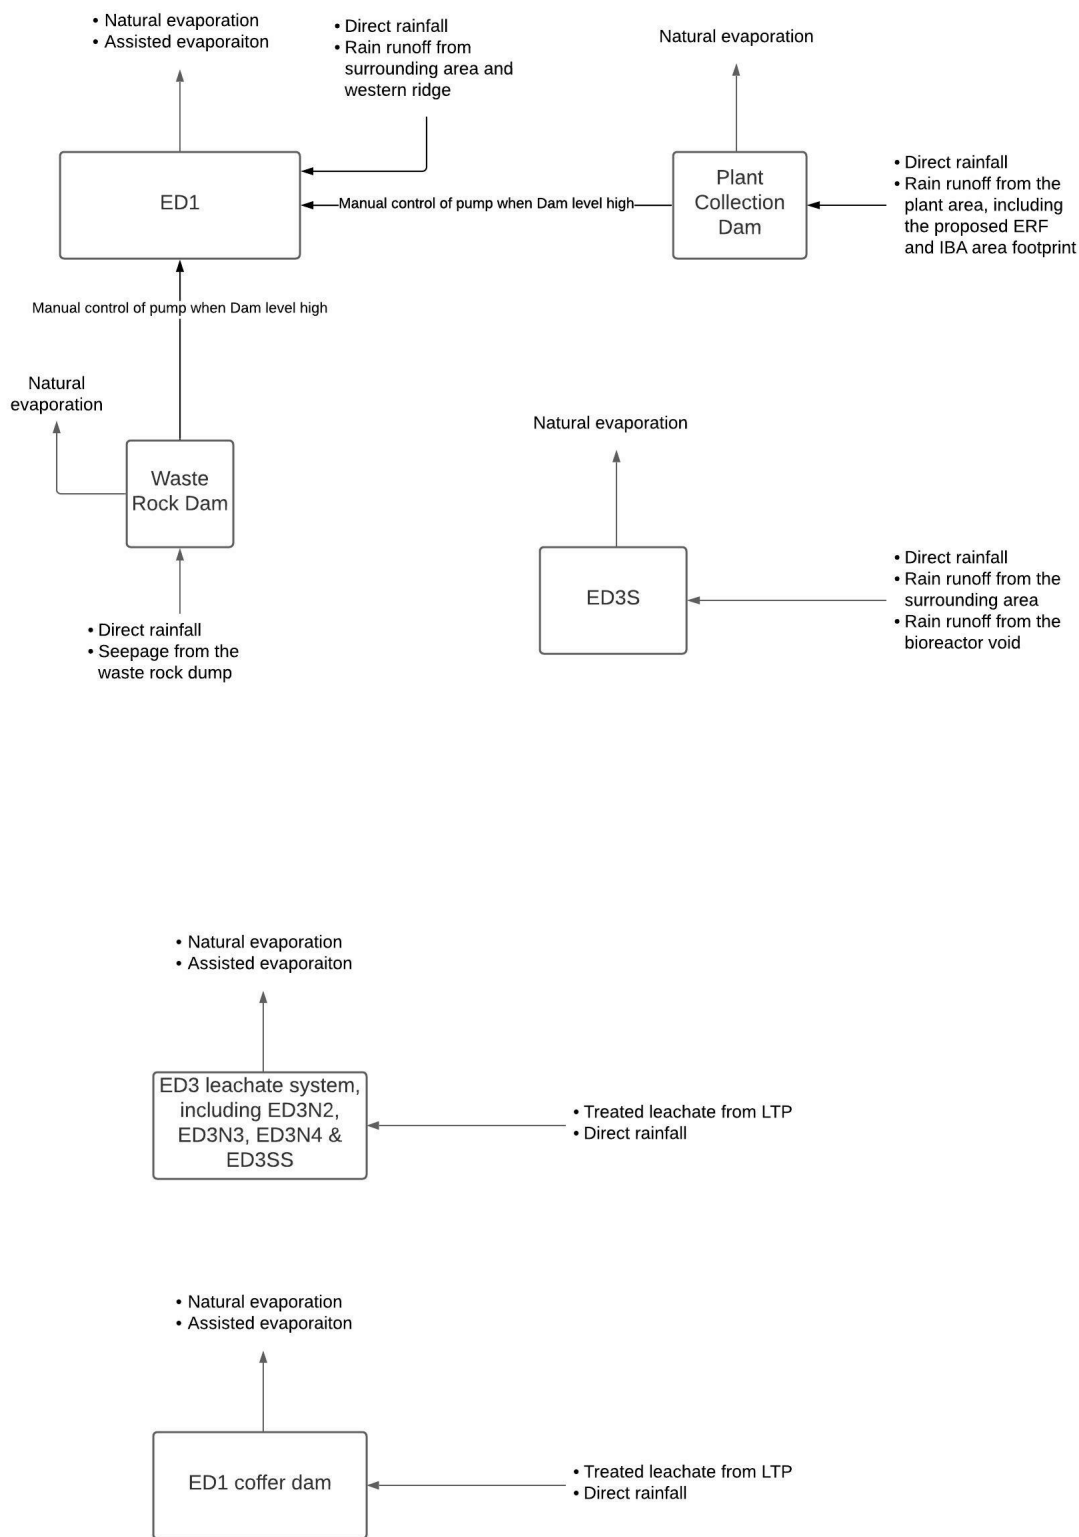 • Natural evaporation
• Assisted evaporaiton
• Direct rainfall
• Rain runoff from
surrounding area and
western ridge
Natural evaporation
ED1
Manual control of pump when Dam level high
Plant
Collection
Dam
• Direct rainfall
• Rain runoff from the
plant area, including
the proposed ERF
and IBA area footprint
Manual control of pump when Dam level high
Natural
evaporation
Waste
Rock Dam
• Direct rainfall
• Seepage from the
waste rock dump
Natural evaporation
ED3S
• Direct rainfall
• Rain runoff from the
surrounding area
• Rain runoff from the
bioreactor void
• Natural evaporation
• Assisted evaporaiton
ED3 leachate system,
including ED3N2,
ED3N3, ED3N4 &
ED3SS
• Treated leachate from LTP
• Direct rainfall
• Natural evaporation
• Assisted evaporaiton
ED1 coffer dam
• Treated leachate from LTP
• Direct rainfall